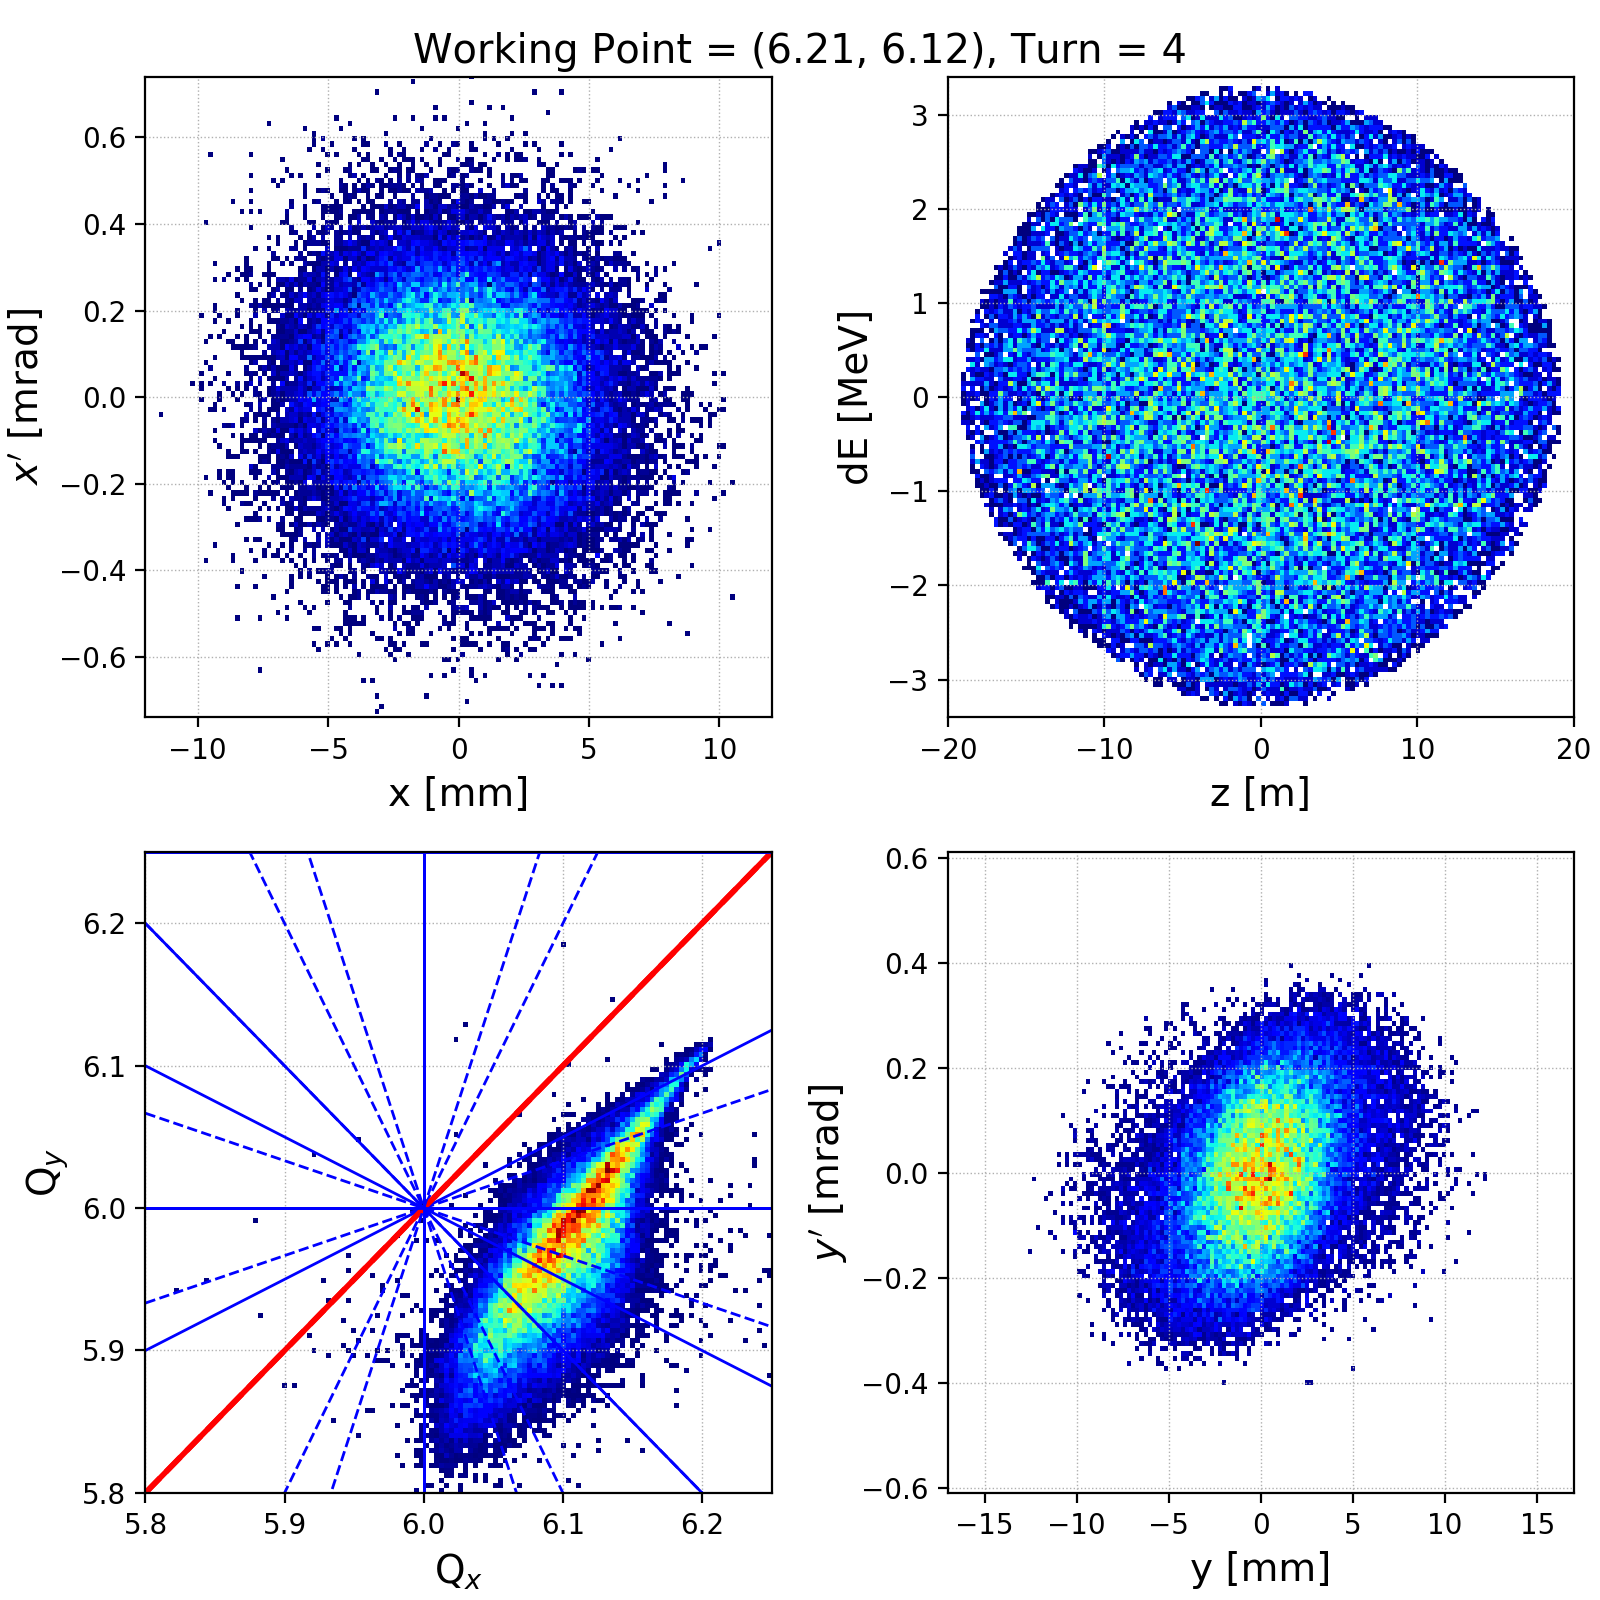 Working Point = (6.21, 6.12), Turn = 4
0.6
0.4
0.2
0.0
−0.2
−0.4
−0.6
x′ [mrad]
−10 −5 0 5 10
x [mm]
3
2
1
0
−1
−2
−3
dE [MeV]
−20 −10 0 10 20
z [m]
6.2
6.1
6.0
5.9
5.8
Qy
5.8 5.9 6.0 6.1 6.2
Qx
0.6
0.4
0.2
0.0
−0.2
−0.4
−0.6
y′ [mrad]
−15 −10 −5 0 5 10 15
y [mm]